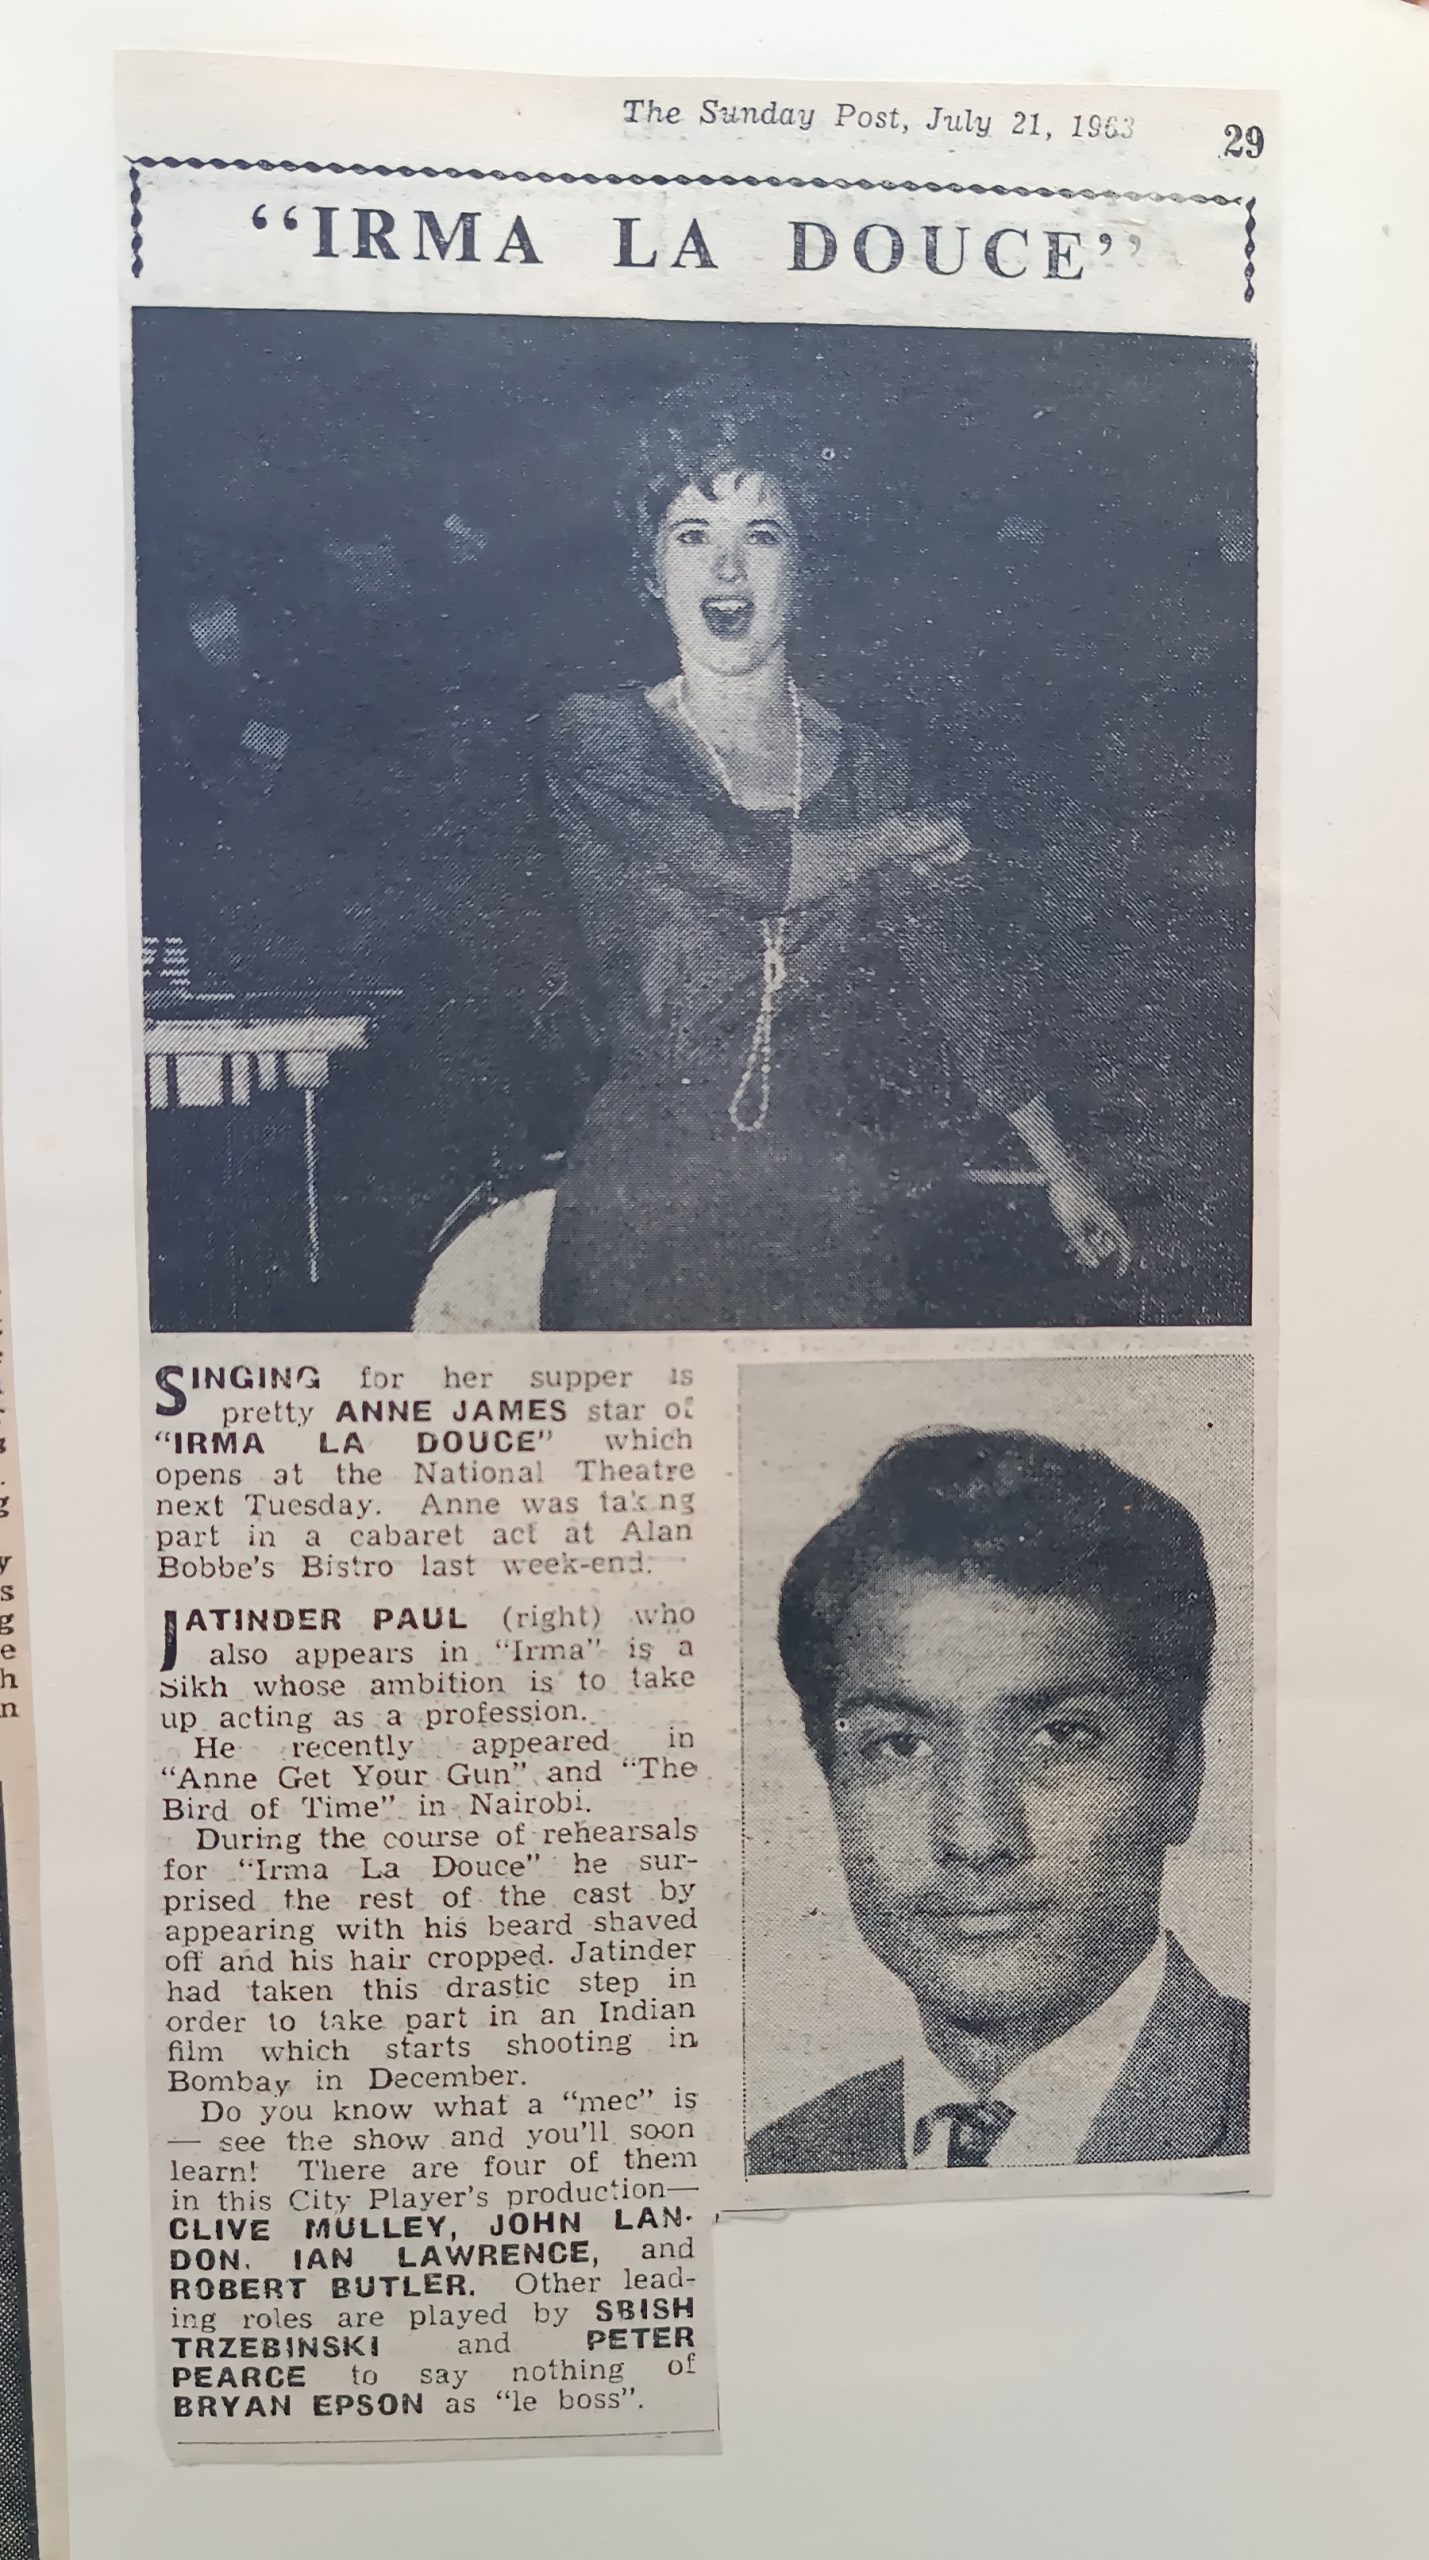 The Sunday Post, July 21, 1963
29
“IRMA LA DOUCE”
SINGING for her supper is
pretty ANNE JAMES star of
“IRMA LA DOUCE” which
opens at the National Theatre
next Tuesday. Anne was taking
part in a cabaret act at Alan
Bobbe's Bistro last week-end.
JATINDER PAUL (right) who
also appears in “Irma” is a
Sikh whose ambition is to take
up acting as a profession.
He recently appeared in
“Anne Get Your Gun” and “The
Bird of Time” in Nairobi.
During the course of rehearsals
for “Irma La Douce” he sur-
prised the rest of the cast by
appearing with his beard shaved
off and his hair cropped. Jatinder
had taken this drastic step in
order to take part in an Indian
film which starts shooting in
Bombay in December.
Do you know what a “mec” is
— see the show and you'll soon
learn! There are four of them
in this City Player's production—
CLIVE MULLEY, JOHN LAN-
DON, IAN LAWRENCE, and
ROBERT BUTLER. Other lead-
ing roles are played by SBISH
TRZEBINSKI and PETER
PEARCE to say nothing of
BRYAN EPSON as “le boss”.